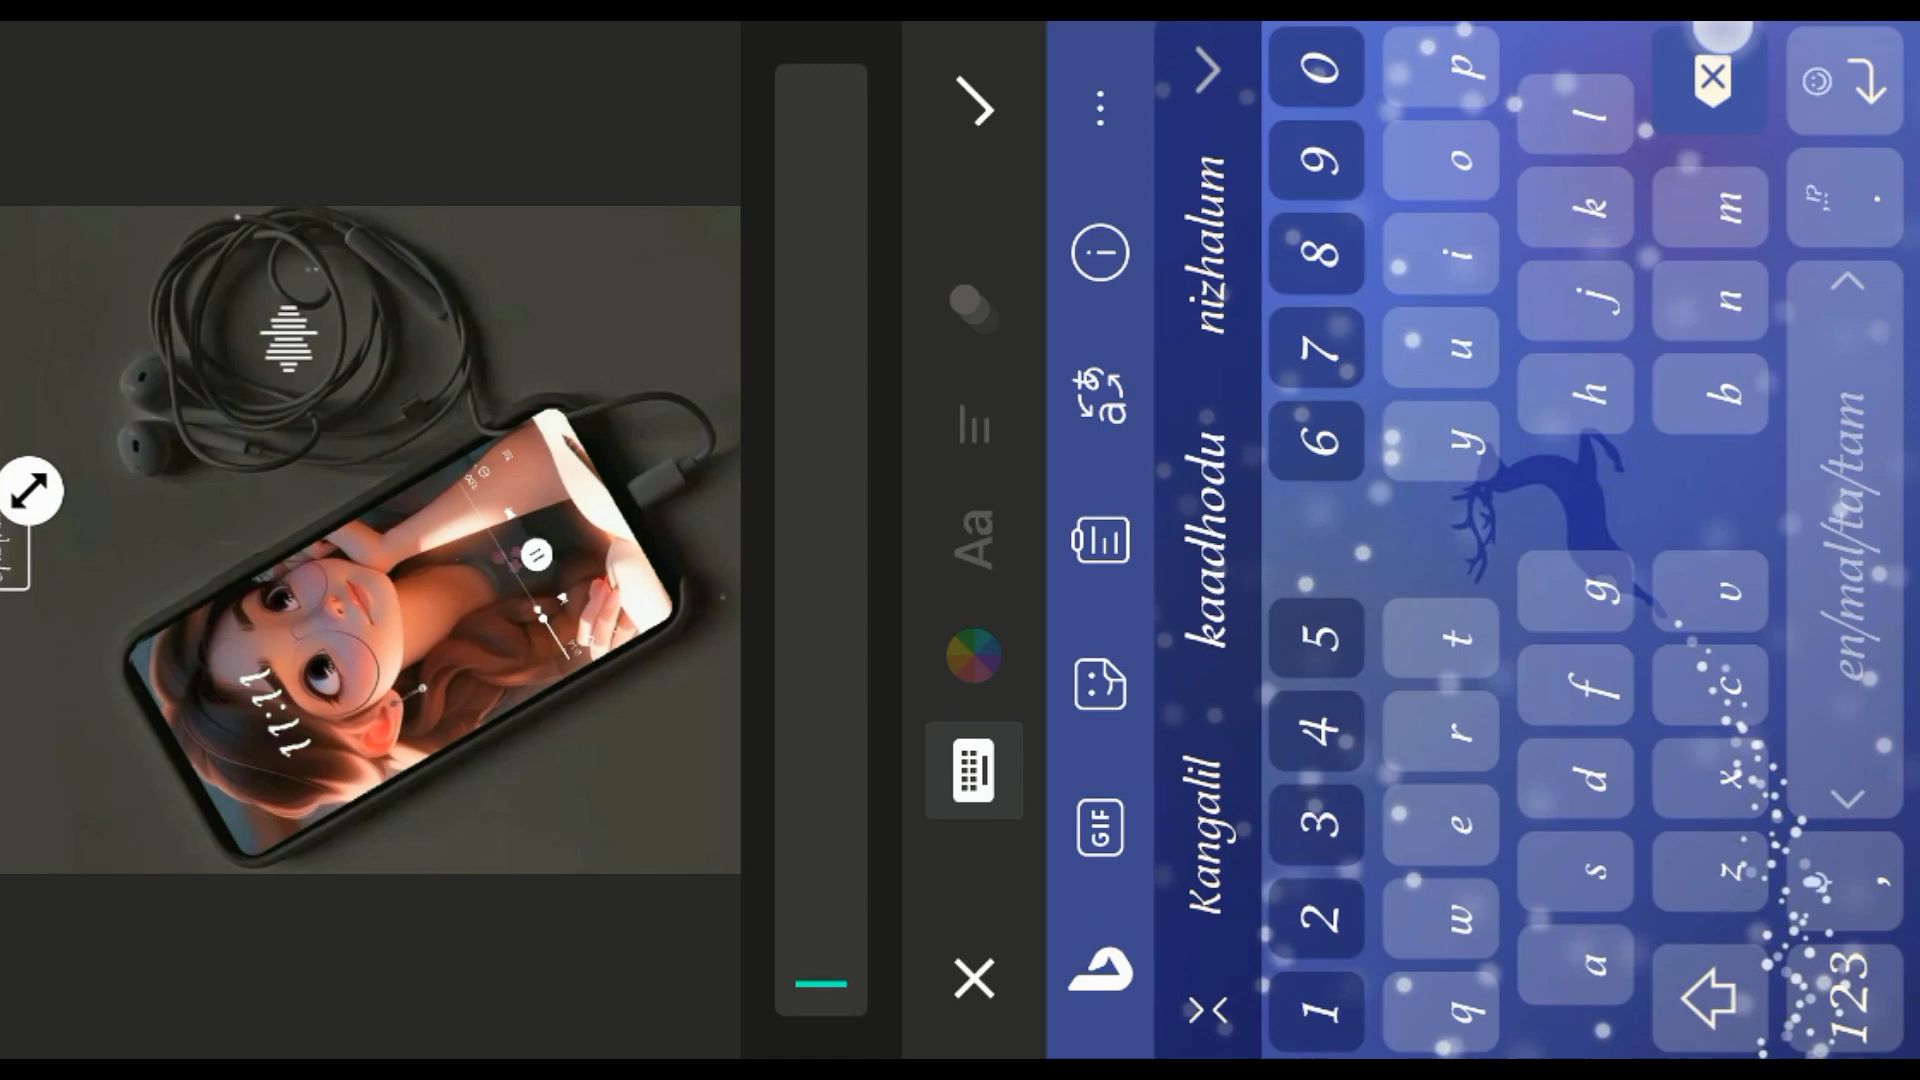 11:11
Aa
GIF
Kangalil kaadhodu nizhalum
1 2 3 4 5 6 7 8 9 0
q w e r t y u i o p
a s d f g h j k l
z x c v b n m
123 , en/mal/ta/tam . ,!?